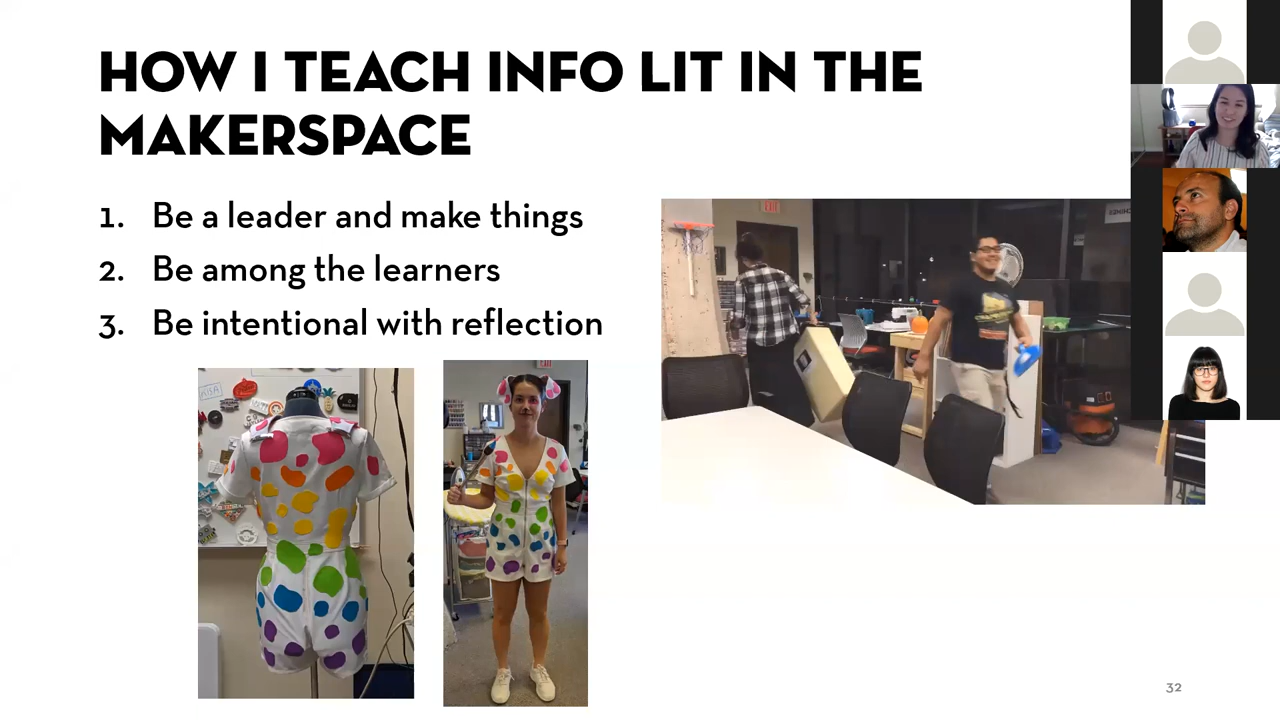 HOW I TEACH INFO LIT IN THE
MAKERSPACE
1. Be a leader and make things
2. Be among the learners
3. Be intentional with reflection
EXIT
32